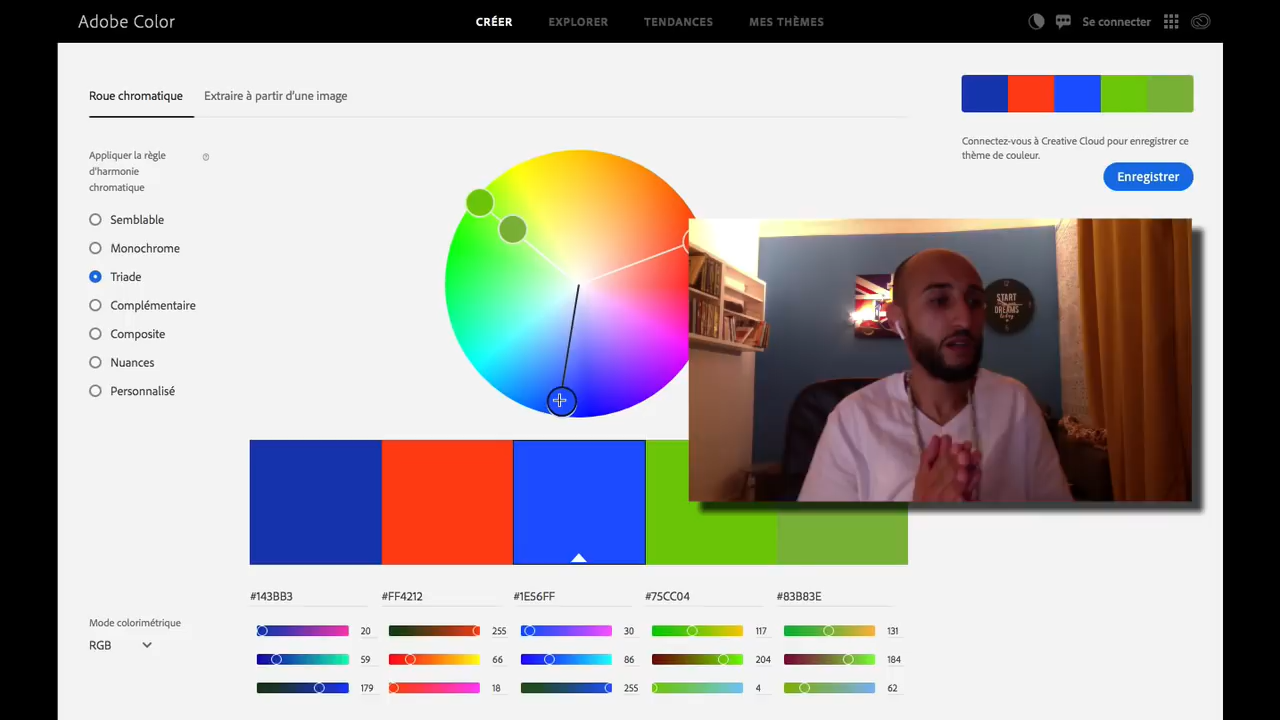 Adobe Color
CRÉER
EXPLORER
TENDANCES
MES THÈMES
Se connecter
Roue chromatique
Extraire à partir d'une image
Connectez-vous à Creative Cloud pour enregistrer ce
thème de couleur.
Enregistrer
Appliquer la règle
d'harmonie
chromatique
Semblable
Monochrome
Triade
Complémentaire
Composite
Nuances
Personnalisé
START
DREAMS
today
#143BB3
#FF4212
#1E56FF
#75CC04
#83B83E
Mode colorimétrique
RGB
20
255
30
117
131
59
66
86
204
184
179
18
255
4
62